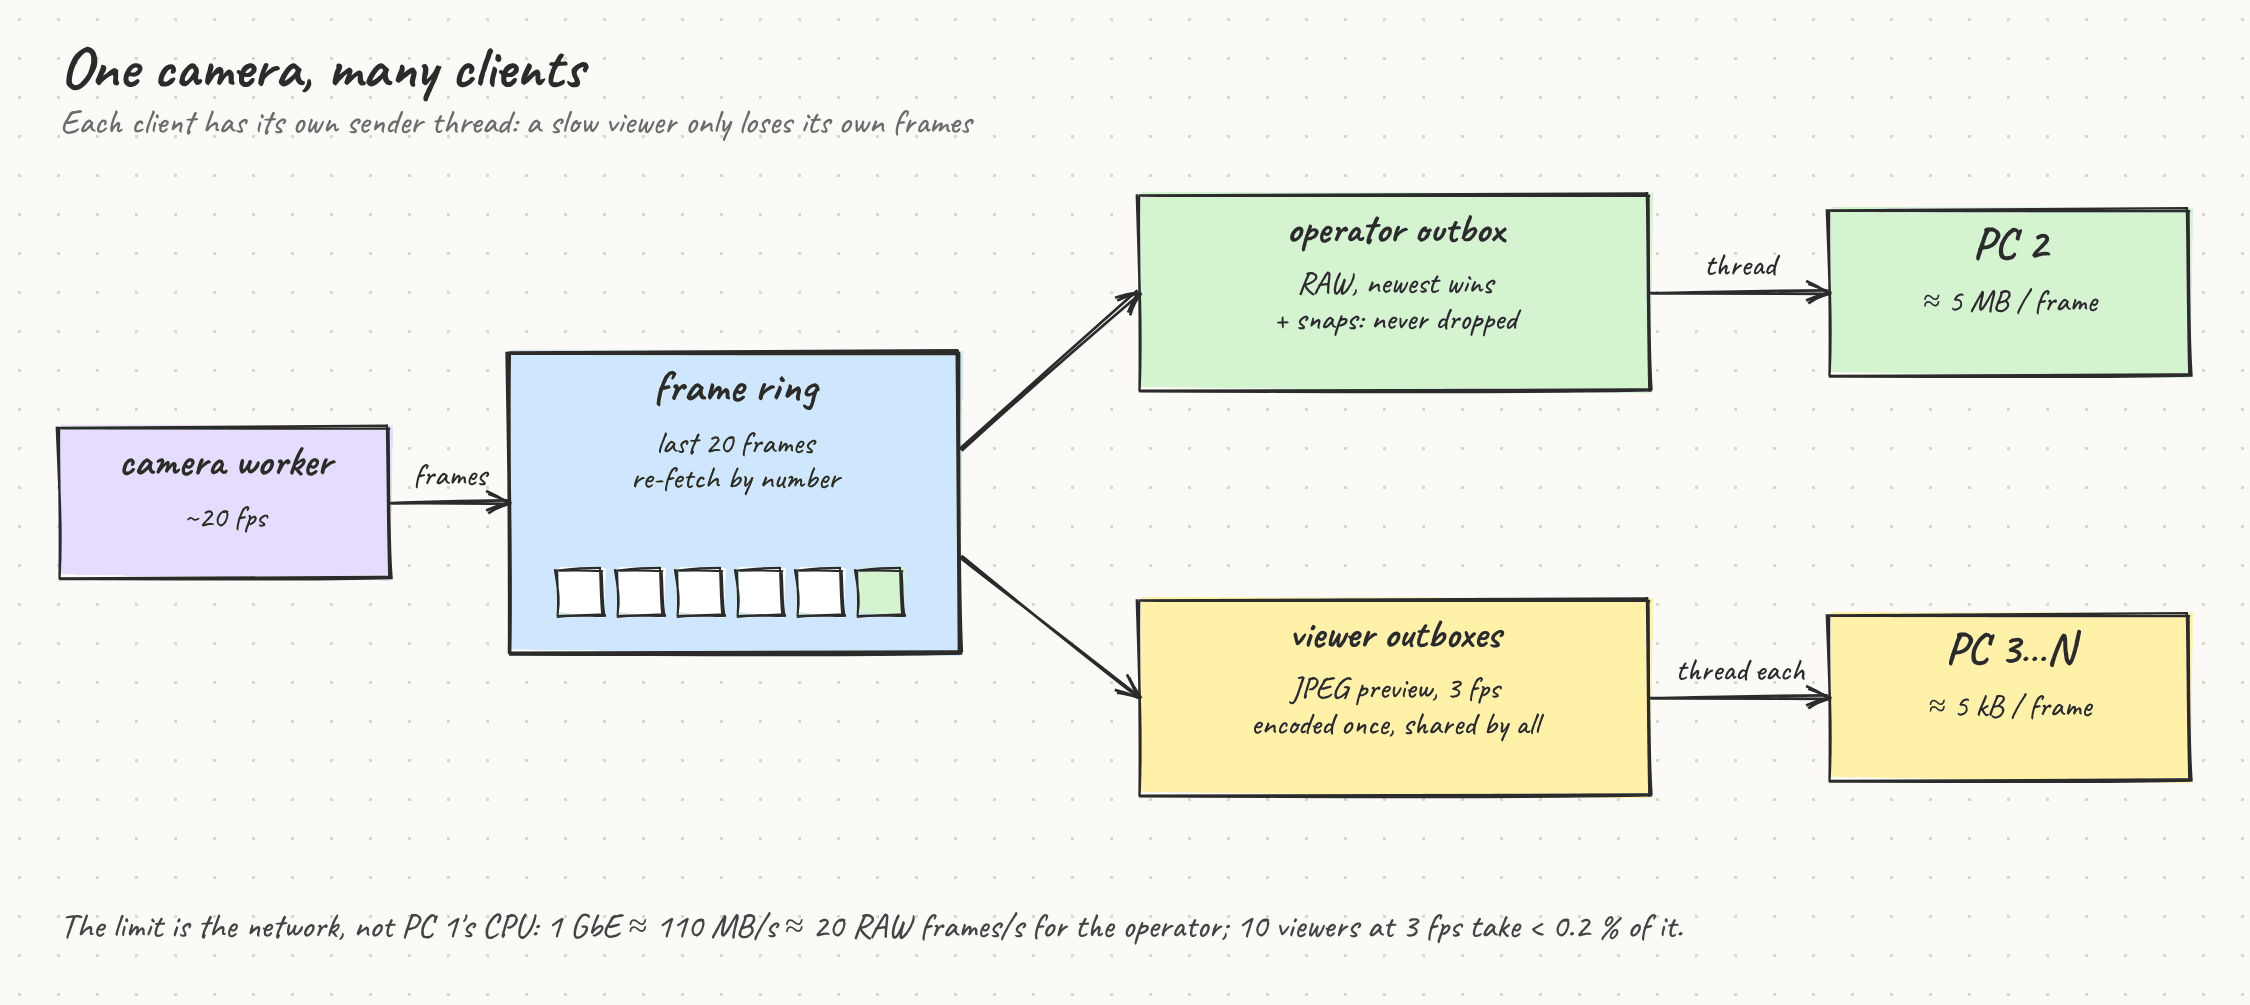 One camera, many clients
Each client has its own sender thread: a slow viewer only loses its own frames
camera worker
~20 fps
frames
frame ring
last 20 frames
re-fetch by number
operator outbox
RAW, newest wins
+ snaps: never dropped
thread
PC 2
≈ 5 MB / frame
viewer outboxes
JPEG preview, 3 fps
encoded once, shared by all
thread each
PC 3...N
≈ 5 kB / frame
The limit is the network, not PC 1's CPU: 1 GbE ≈ 110 MB/s ≈ 20 RAW frames/s for the operator; 10 viewers at 3 fps take < 0.2 % of it.